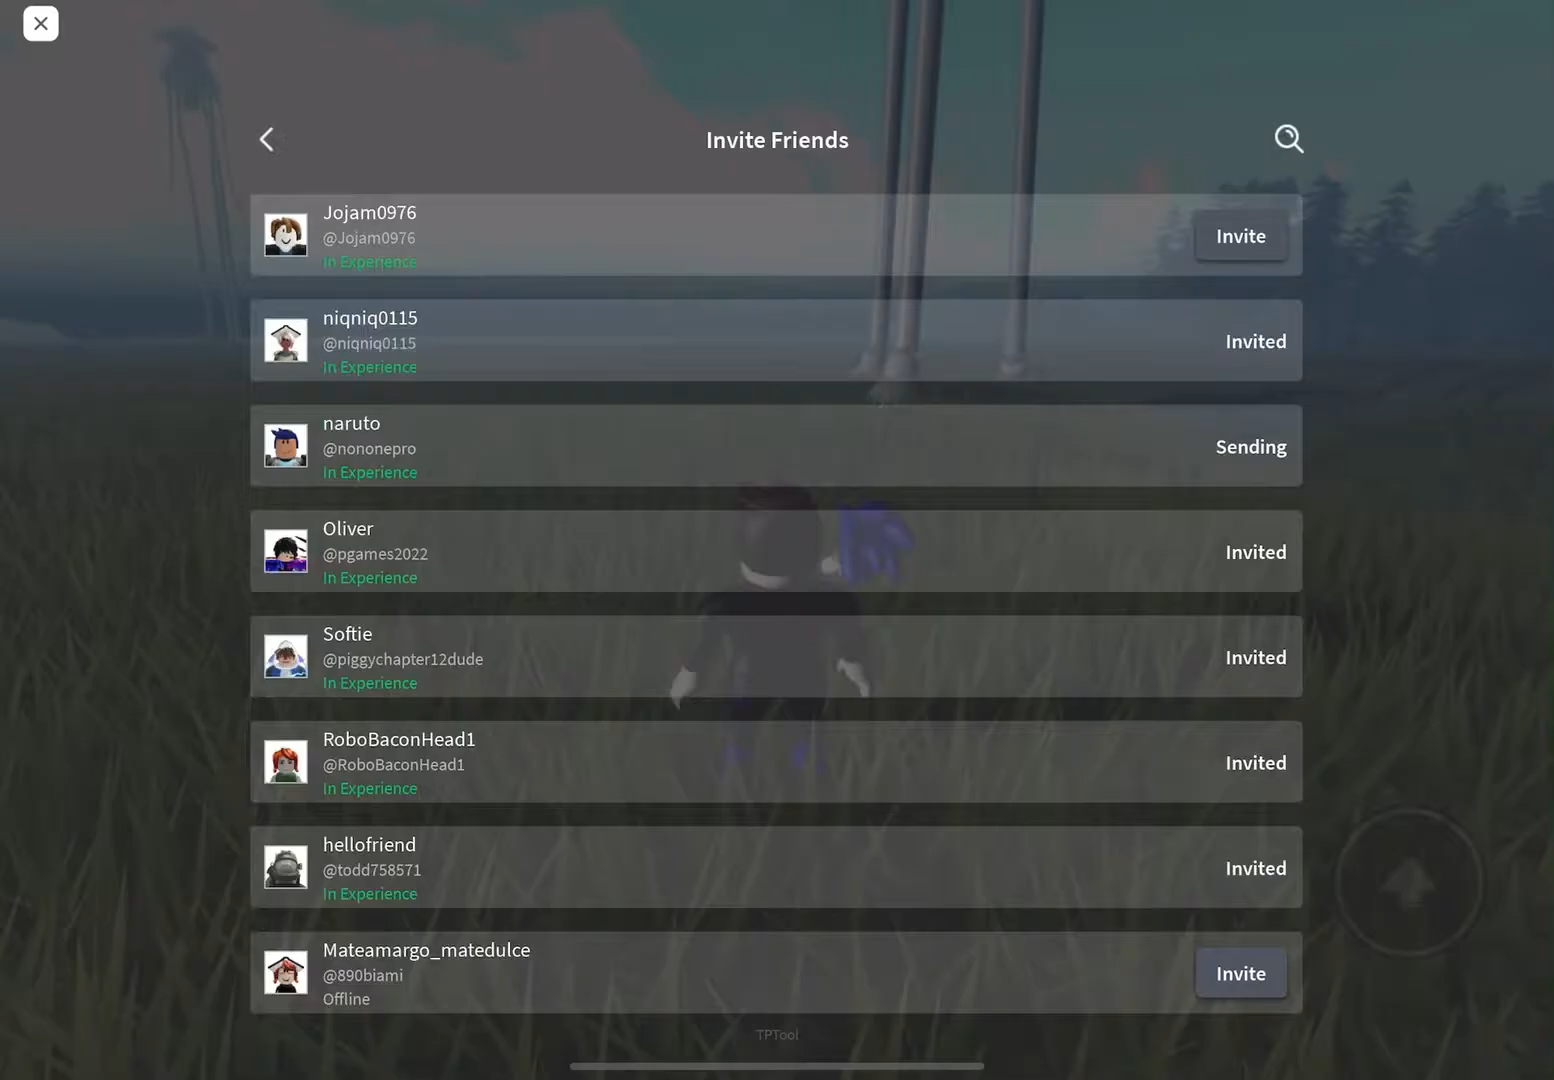 Invite Friends
Jojam0976
@Jojam0976
In Experience
Invite
niqniq0115
@niqniq0115
In Experience
Invited
naruto
@nononepro
In Experience
Sending
Oliver
@pgames2022
In Experience
Invited
Softie
@piggychapter12dude
In Experience
Invited
RoboBaconHead1
@RoboBaconHead1
In Experience
Invited
hellofriend
@todd758571
In Experience
Invited
Mateamargo_matedulce
@890biami
Offline
Invite
TPTool